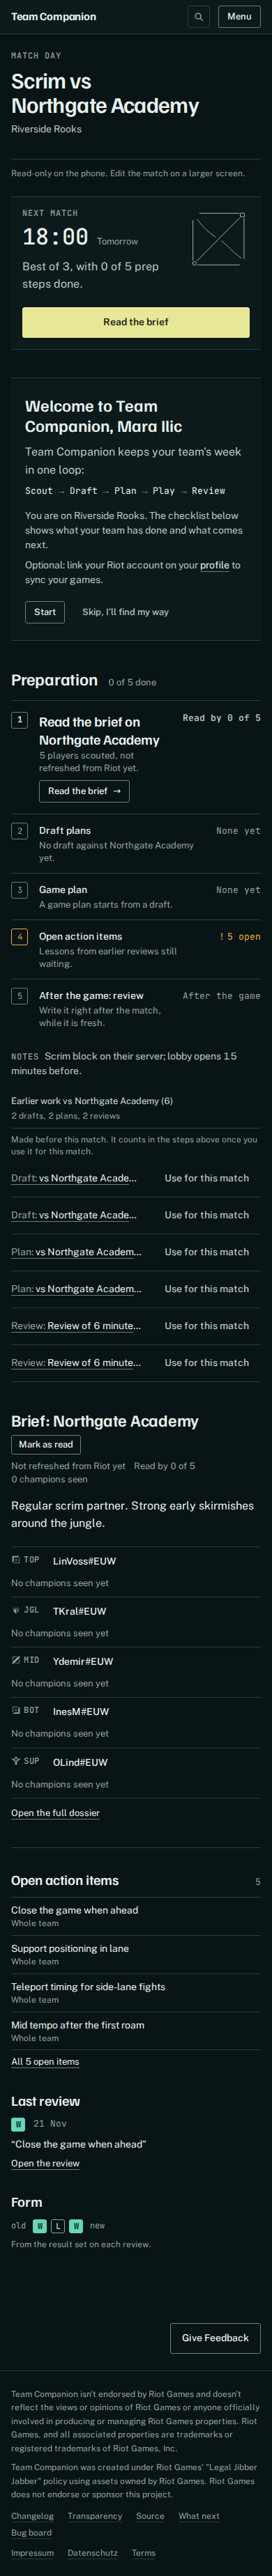 Team Companion
Menu
MATCH DAY
Scrim vs
Northgate Academy
Riverside Rooks
Read-only on the phone. Edit the match on a larger screen.
NEXT MATCH
18:00 Tomorrow
Best of 3, with 0 of 5 prep
steps done.
Read the brief
Welcome to Team
Companion, Mara Ilic
Team Companion keeps your team's week
in one loop:
Scout → Draft → Plan → Play → Review
You are on Riverside Rooks. The checklist below
shows what your team has done and what comes
next.
Optional: link your Riot account on your profile to
sync your games.
Start
Skip, I'll find my way
Preparation 0 of 5 done
1 Read the brief on Read by 0 of 5
Northgate Academy
5 players scouted, not
refreshed from Riot yet.
Read the brief →
2 Draft plans None yet
No draft against Northgate Academy
yet.
3 Game plan None yet
A game plan starts from a draft.
4 Open action items ! 5 open
Lessons from earlier reviews still
waiting.
5 After the game: review After the game
Write it right after the match,
while it is fresh.
NOTES Scrim block on their server; lobby opens 15
minutes before.
Earlier work vs Northgate Academy (6)
2 drafts, 2 plans, 2 reviews
Made before this match. It counts in the steps above once you
use it for this match.
Draft: vs Northgate Acade... Use for this match
Draft: vs Northgate Acade... Use for this match
Plan: vs Northgate Academ... Use for this match
Plan: vs Northgate Academ... Use for this match
Review: Review of 6 minute... Use for this match
Review: Review of 6 minute... Use for this match
Brief: Northgate Academy
Mark as read
Not refreshed from Riot yet Read by 0 of 5
0 champions seen
Regular scrim partner. Strong early skirmishes
around the jungle.
TOP LinVoss#EUW
No champions seen yet
JGL TKral#EUW
No champions seen yet
MID Ydemir#EUW
No champions seen yet
BOT InesM#EUW
No champions seen yet
SUP OLind#EUW
No champions seen yet
Open the full dossier
Open action items 5
Close the game when ahead
Whole team
Support positioning in lane
Whole team
Teleport timing for side-lane fights
Whole team
Mid tempo after the first roam
Whole team
All 5 open items
Last review
W 21 Nov
“Close the game when ahead”
Open the review
Form
old W L W new
From the result set on each review.
Give Feedback
Team Companion isn't endorsed by Riot Games and doesn't
reflect the views or opinions of Riot Games or anyone officially
involved in producing or managing Riot Games properties. Riot
Games, and all associated properties are trademarks or
registered trademarks of Riot Games, Inc.
Team Companion was created under Riot Games' "Legal Jibber
Jabber" policy using assets owned by Riot Games. Riot Games
does not endorse or sponsor this project.
Changelog Transparency Source What next
Bug board
Impressum Datenschutz Terms